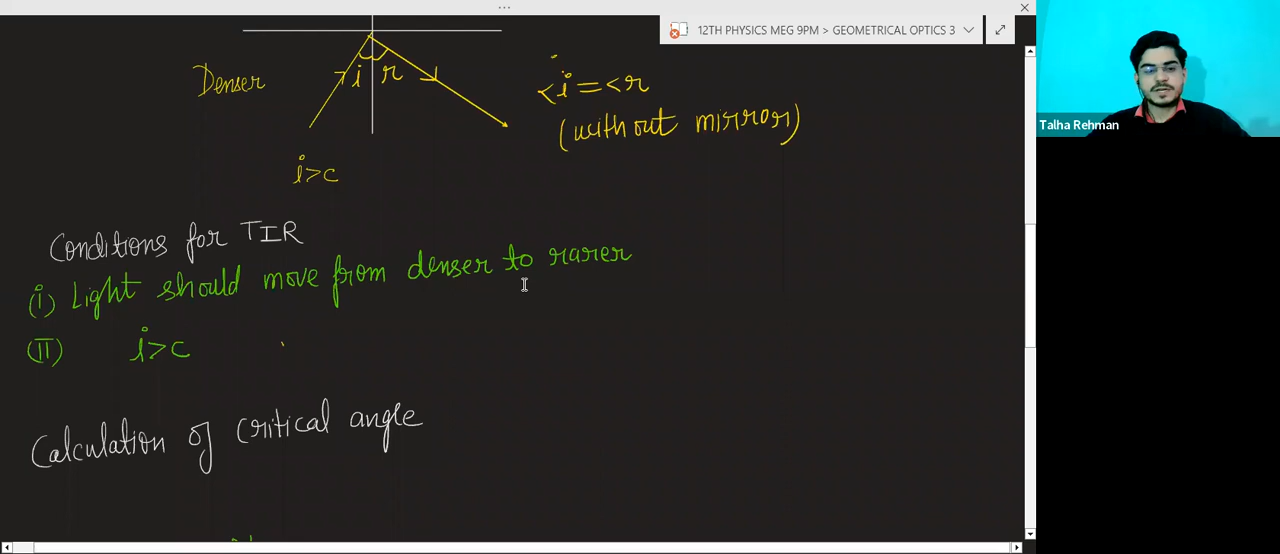 12TH PHYSICS MEG 9PM > GEOMETRICAL OPTICS 3
Denser
i r
<i = <r
(without mirror)
i>c
Talha Rehman
Conditions for TIR
(i) Light should move from denser to rarer
(II) i>c
Calculation of critical angle